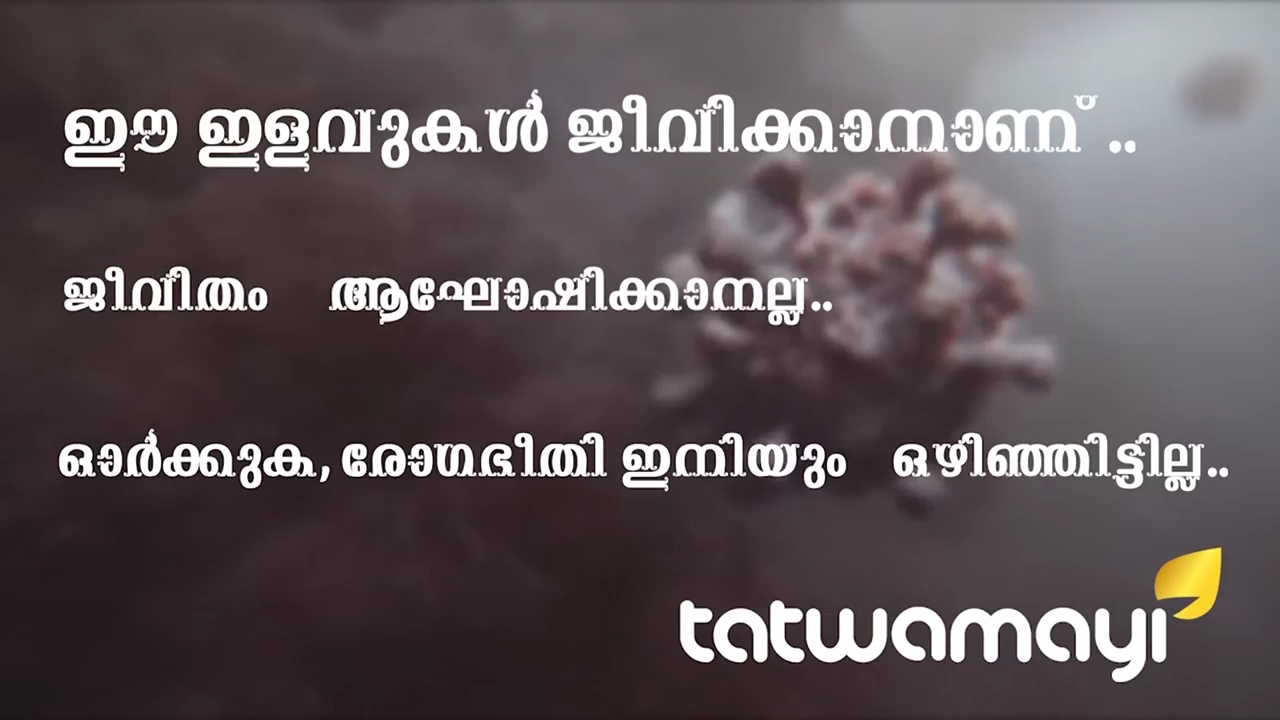 ഈ ഇളവുകൾ ജീവിക്കാനാണ് ..
ജീവിതം ആഘോഷിക്കാനല്ല..
ഓർക്കുക, രോഗഭീതി ഇനിയും ഒഴിഞ്ഞിട്ടില്ല..
tatwamayi